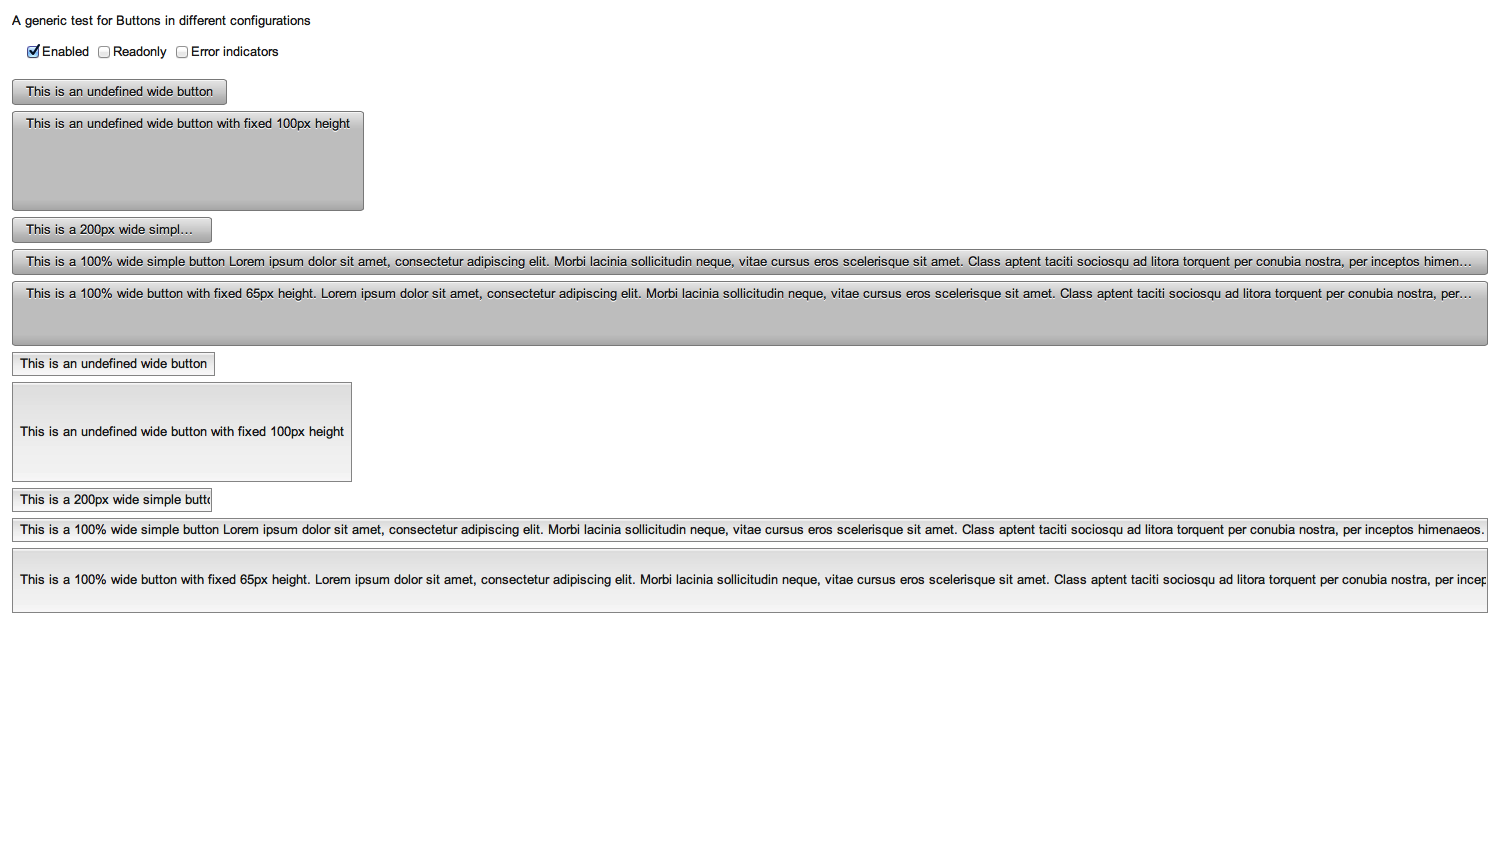 A generic test for Buttons in different configurations
Enabled Readonly Error indicators
This is an undefined wide button
This is an undefined wide button with fixed 100px height
This is a 200px wide simpl…
This is a 100% wide simple button Lorem ipsum dolor sit amet, consectetur adipiscing elit. Morbi lacinia sollicitudin neque, vitae cursus eros scelerisque sit amet. Class aptent taciti sociosqu ad litora torquent per conubia nostra, per inceptos himen…
This is a 100% wide button with fixed 65px height. Lorem ipsum dolor sit amet, consectetur adipiscing elit. Morbi lacinia sollicitudin neque, vitae cursus eros scelerisque sit amet. Class aptent taciti sociosqu ad litora torquent per conubia nostra, per…
This is an undefined wide button
This is an undefined wide button with fixed 100px height
This is a 200px wide simple butto
This is a 100% wide simple button Lorem ipsum dolor sit amet, consectetur adipiscing elit. Morbi lacinia sollicitudin neque, vitae cursus eros scelerisque sit amet. Class aptent taciti sociosqu ad litora torquent per conubia nostra, per inceptos himenaeos.
This is a 100% wide button with fixed 65px height. Lorem ipsum dolor sit amet, consectetur adipiscing elit. Morbi lacinia sollicitudin neque, vitae cursus eros scelerisque sit amet. Class aptent taciti sociosqu ad litora torquent per conubia nostra, per incep